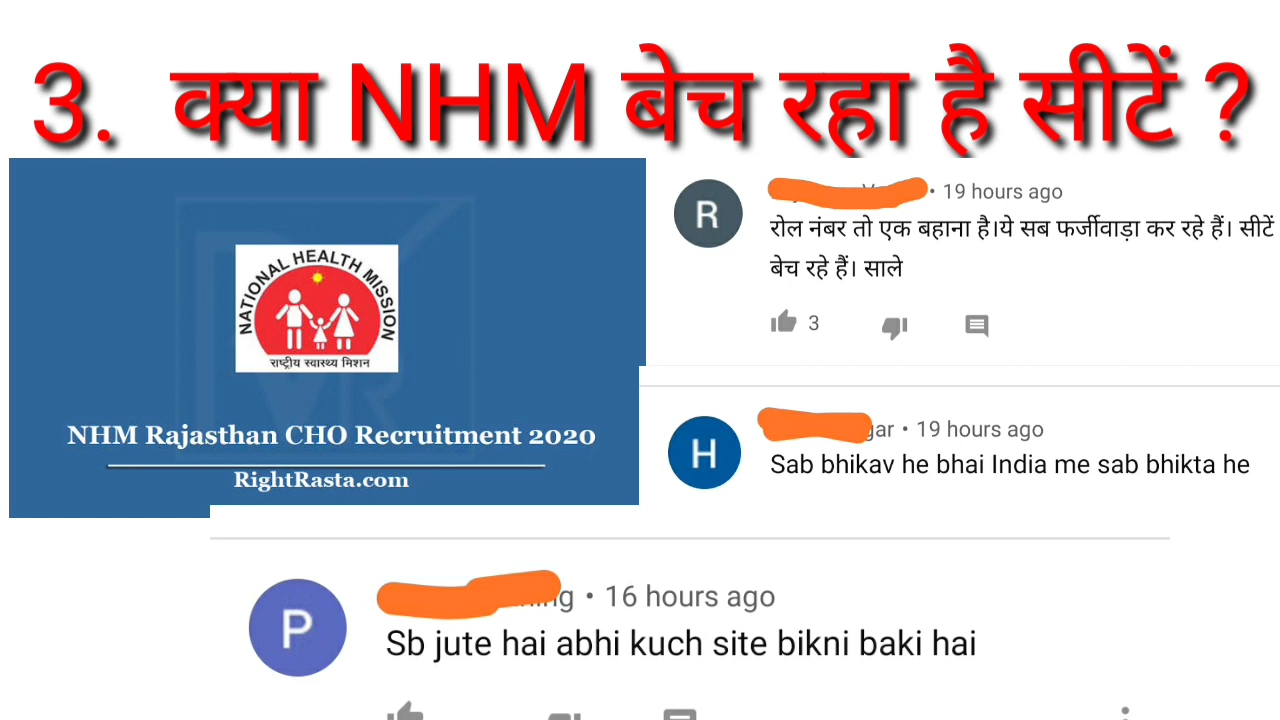 3. क्या NHM बेच रहा है सीटें ?
NATIONAL HEALTH MISSION
राष्ट्रीय स्वास्थ्य मिशन
NHM Rajasthan CHO Recruitment 2020
RightRasta.com
R
• 19 hours ago
रोल नंबर तो एक बहाना है।ये सब फर्जीवाड़ा कर रहे हैं। सीटें
बेच रहे हैं। साले
3
H
gar • 19 hours ago
Sab bhikav he bhai India me sab bhikta he
P
• 16 hours ago
Sb jute hai abhi kuch site bikni baki hai